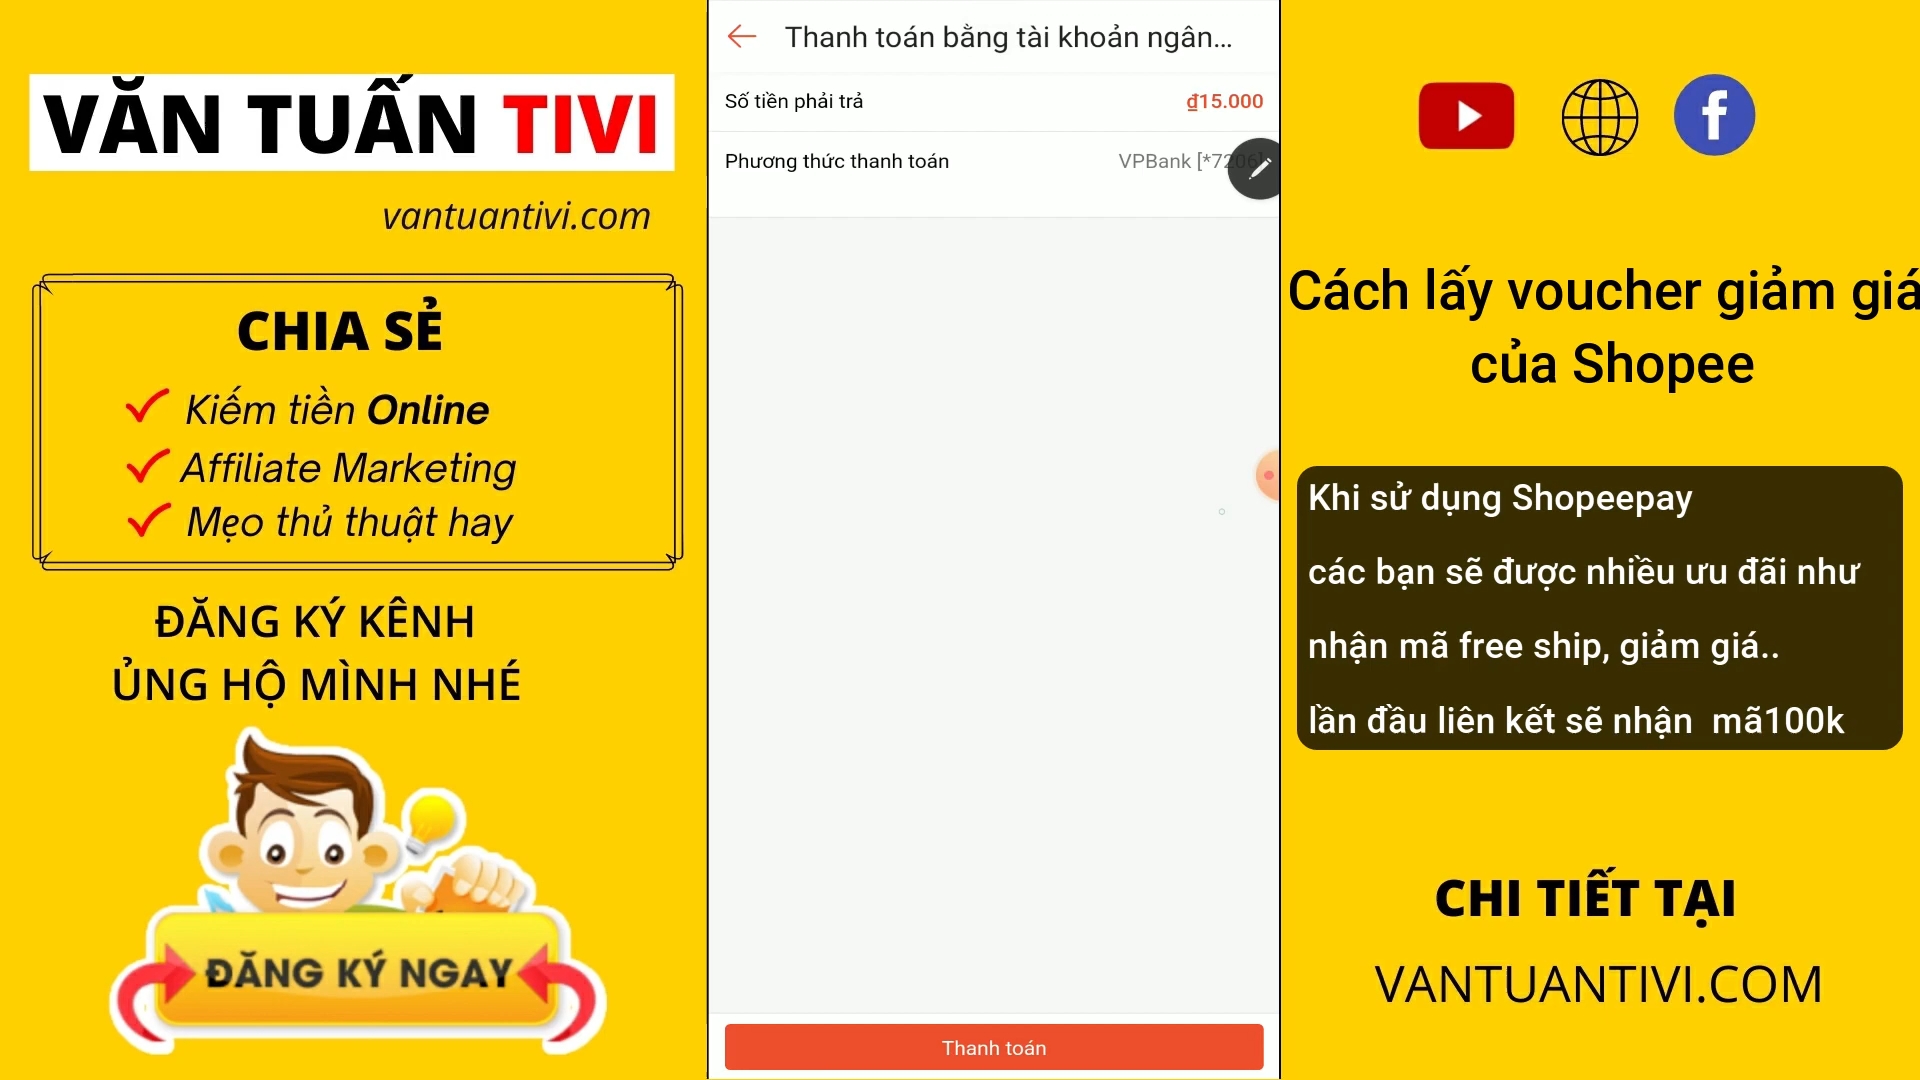 VĂN TUẤN TIVI
vantuantivi.com
CHIA SẺ
Kiếm tiền Online
Affiliate Marketing
Mẹo thủ thuật hay
ĐĂNG KÝ KÊNH
ỦNG HỘ MÌNH NHÉ
ĐĂNG KÝ NGAY
Thanh toán bằng tài khoản ngân...
Số tiền phải trả ₫15.000
Phương thức thanh toán VPBank [*7206]
Thanh toán
Cách lấy voucher giảm giá
của Shopee
Khi sử dụng Shopeepay
các bạn sẽ được nhiều ưu đãi như
nhận mã free ship, giảm giá..
lần đầu liên kết sẽ nhận mã100k
CHI TIẾT TẠI
VANTUANTIVI.COM